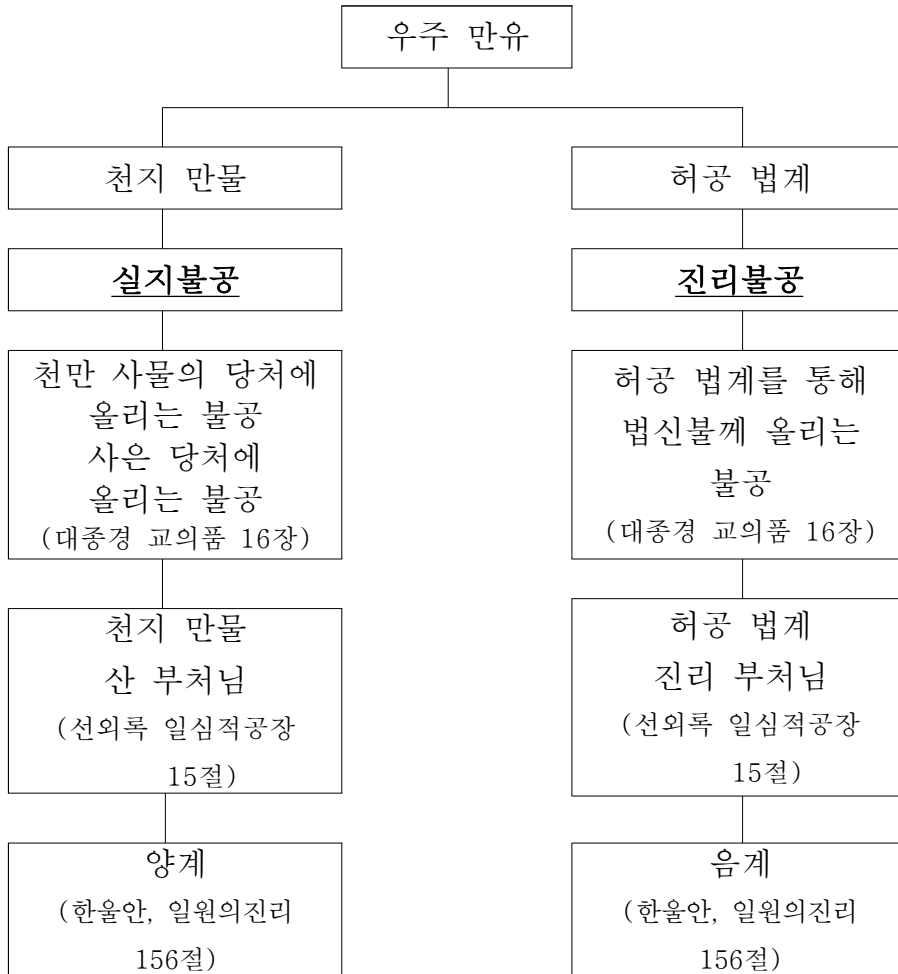 우주 만유
천지 만물
허공 법계
실지불공
진리불공
천만 사물의 당처에
올리는 불공
사은 당처에
올리는 불공
(대종경 교의품 16장)
허공 법계를 통해
법신불께 올리는
불공
(대종경 교의품 16장)
천지 만물
산 부처님
(선외록 일심적공장
15절)
허공 법계
진리 부처님
(선외록 일심적공장
15절)
양계
(한울안, 일원의진리
156절)
음계
(한울안, 일원의진리
156절)